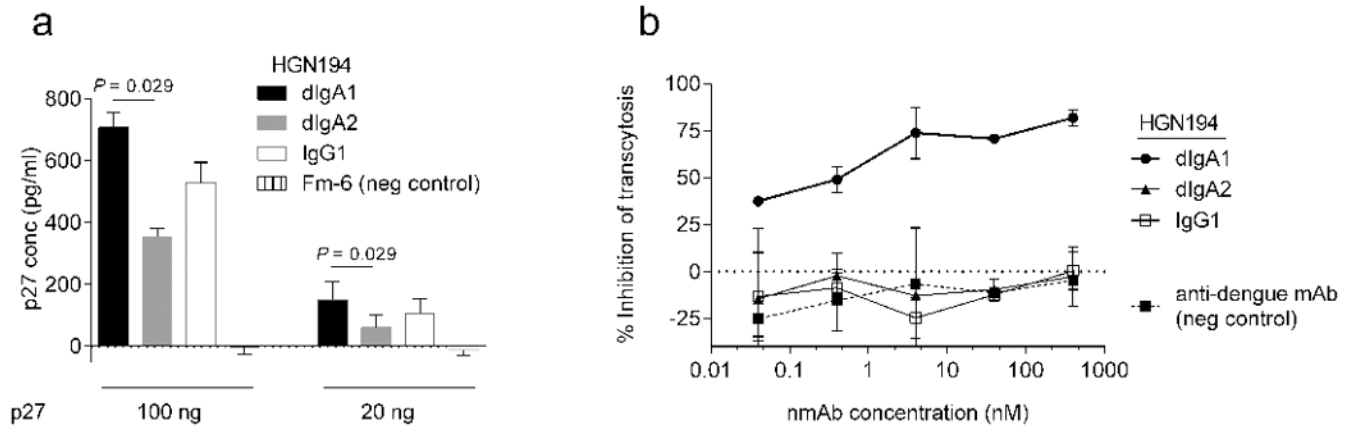 a
HGN194
P = 0.029
dIgA1
dIgA2
IgG1
Fm-6 (neg control)
P = 0.029
p27 conc (pg/ml)
800
600
400
200
0
p27
100 ng
20 ng
b
% Inhibition of transcytosis
100
75
50
25
0
-25
0.01
0.1
1
10
100
1000
nmAb concentration (nM)
HGN194
dIgA1
dIgA2
IgG1
anti-dengue mAb
(neg control)